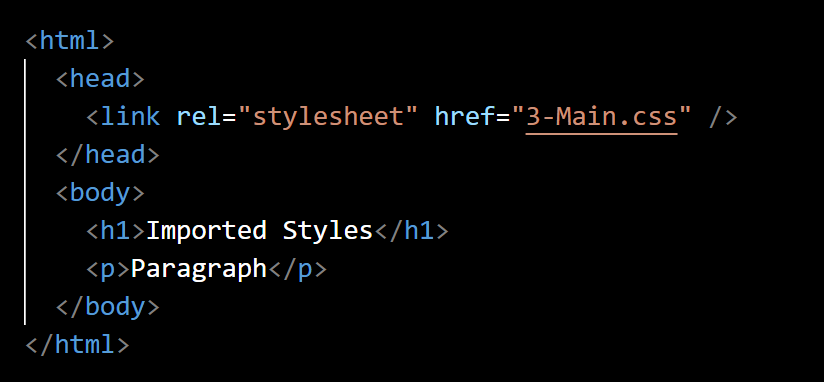 <html>
  <head>
    <link rel="stylesheet" href="3-Main.css" />
  </head>
  <body>
    <h1>Imported Styles</h1>
    <p>Paragraph</p>
  </body>
</html>